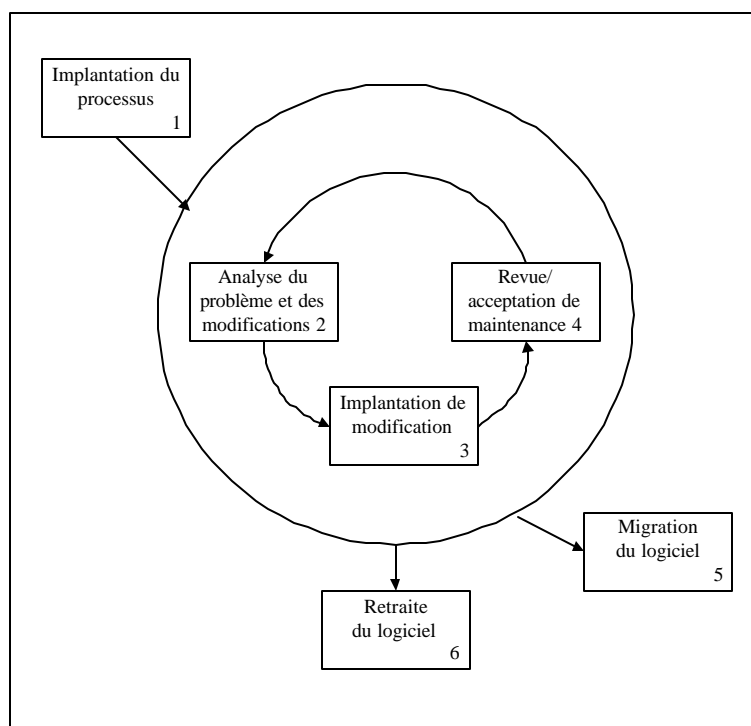 Implantation du
processus
1
Analyse du
problème et des
modifications 2
Revue/
acceptation de
maintenance 4
Implantation de
modification
3
Migration
du logiciel
5
Retraite
du logiciel
6